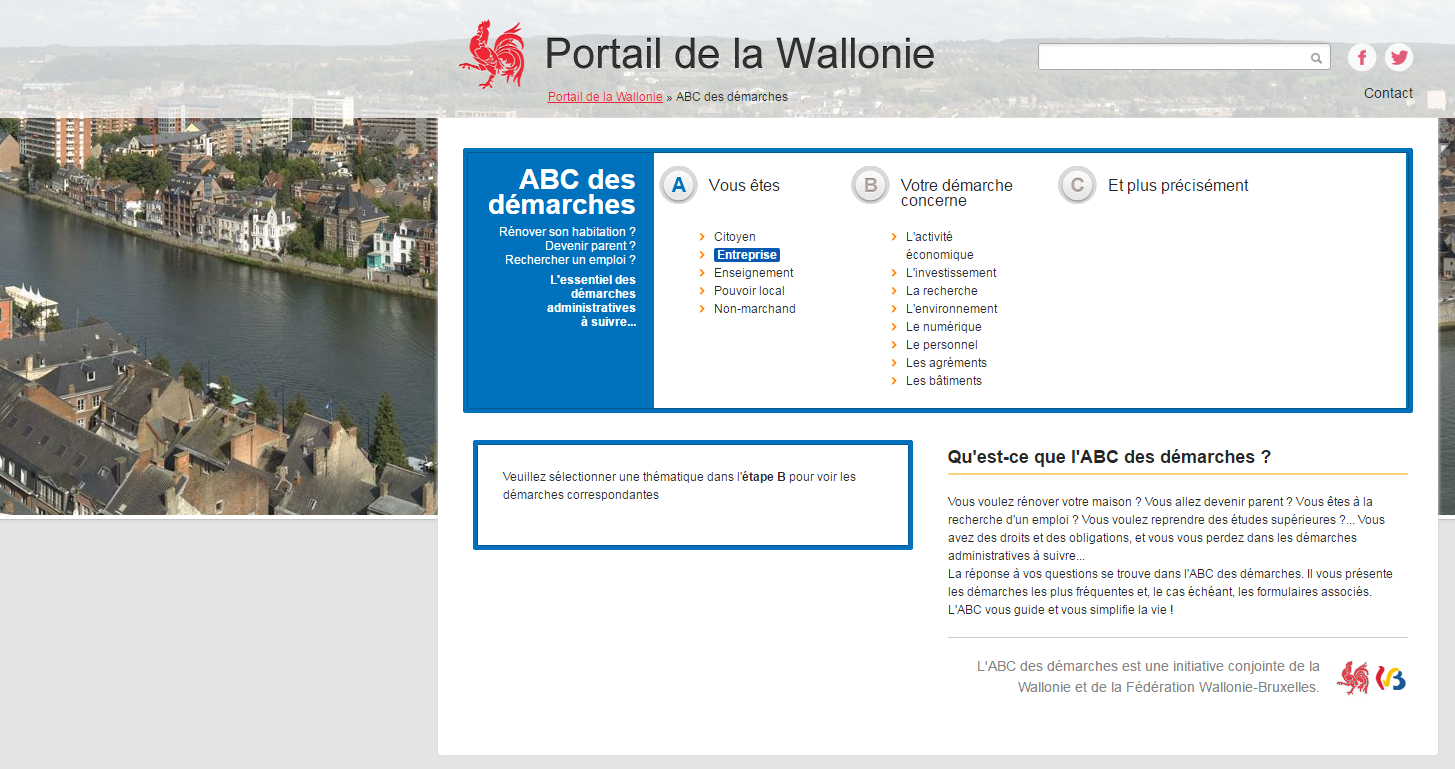 Portail de la Wallonie
Portail de la Wallonie » ABC des démarches
Contact
ABC des
démarches
Rénover son habitation ?
Devenir parent ?
Rechercher un emploi ?
L'essentiel des
démarches
administratives
à suivre...
A
Vous êtes
Citoyen
Entreprise
Enseignement
Pouvoir local
Non-marchand
B
Votre démarche
concerne
L'activité
économique
L'investissement
La recherche
L'environnement
Le numérique
Le personnel
Les agréments
Les bâtiments
C
Et plus précisément
Veuillez sélectionner une thématique dans l'étape B pour voir les
démarches correspondantes
Qu'est-ce que l'ABC des démarches ?
Vous voulez rénover votre maison ? Vous allez devenir parent ? Vous êtes à la
recherche d'un emploi ? Vous voulez reprendre des études supérieures ?... Vous
avez des droits et des obligations, et vous vous perdez dans les démarches
administratives à suivre...
La réponse à vos questions se trouve dans l'ABC des démarches. Il vous présente
les démarches les plus fréquentes et, le cas échéant, les formulaires associés.
L'ABC vous guide et vous simplifie la vie !
L'ABC des démarches est une initiative conjointe de la
Wallonie et de la Fédération Wallonie-Bruxelles.